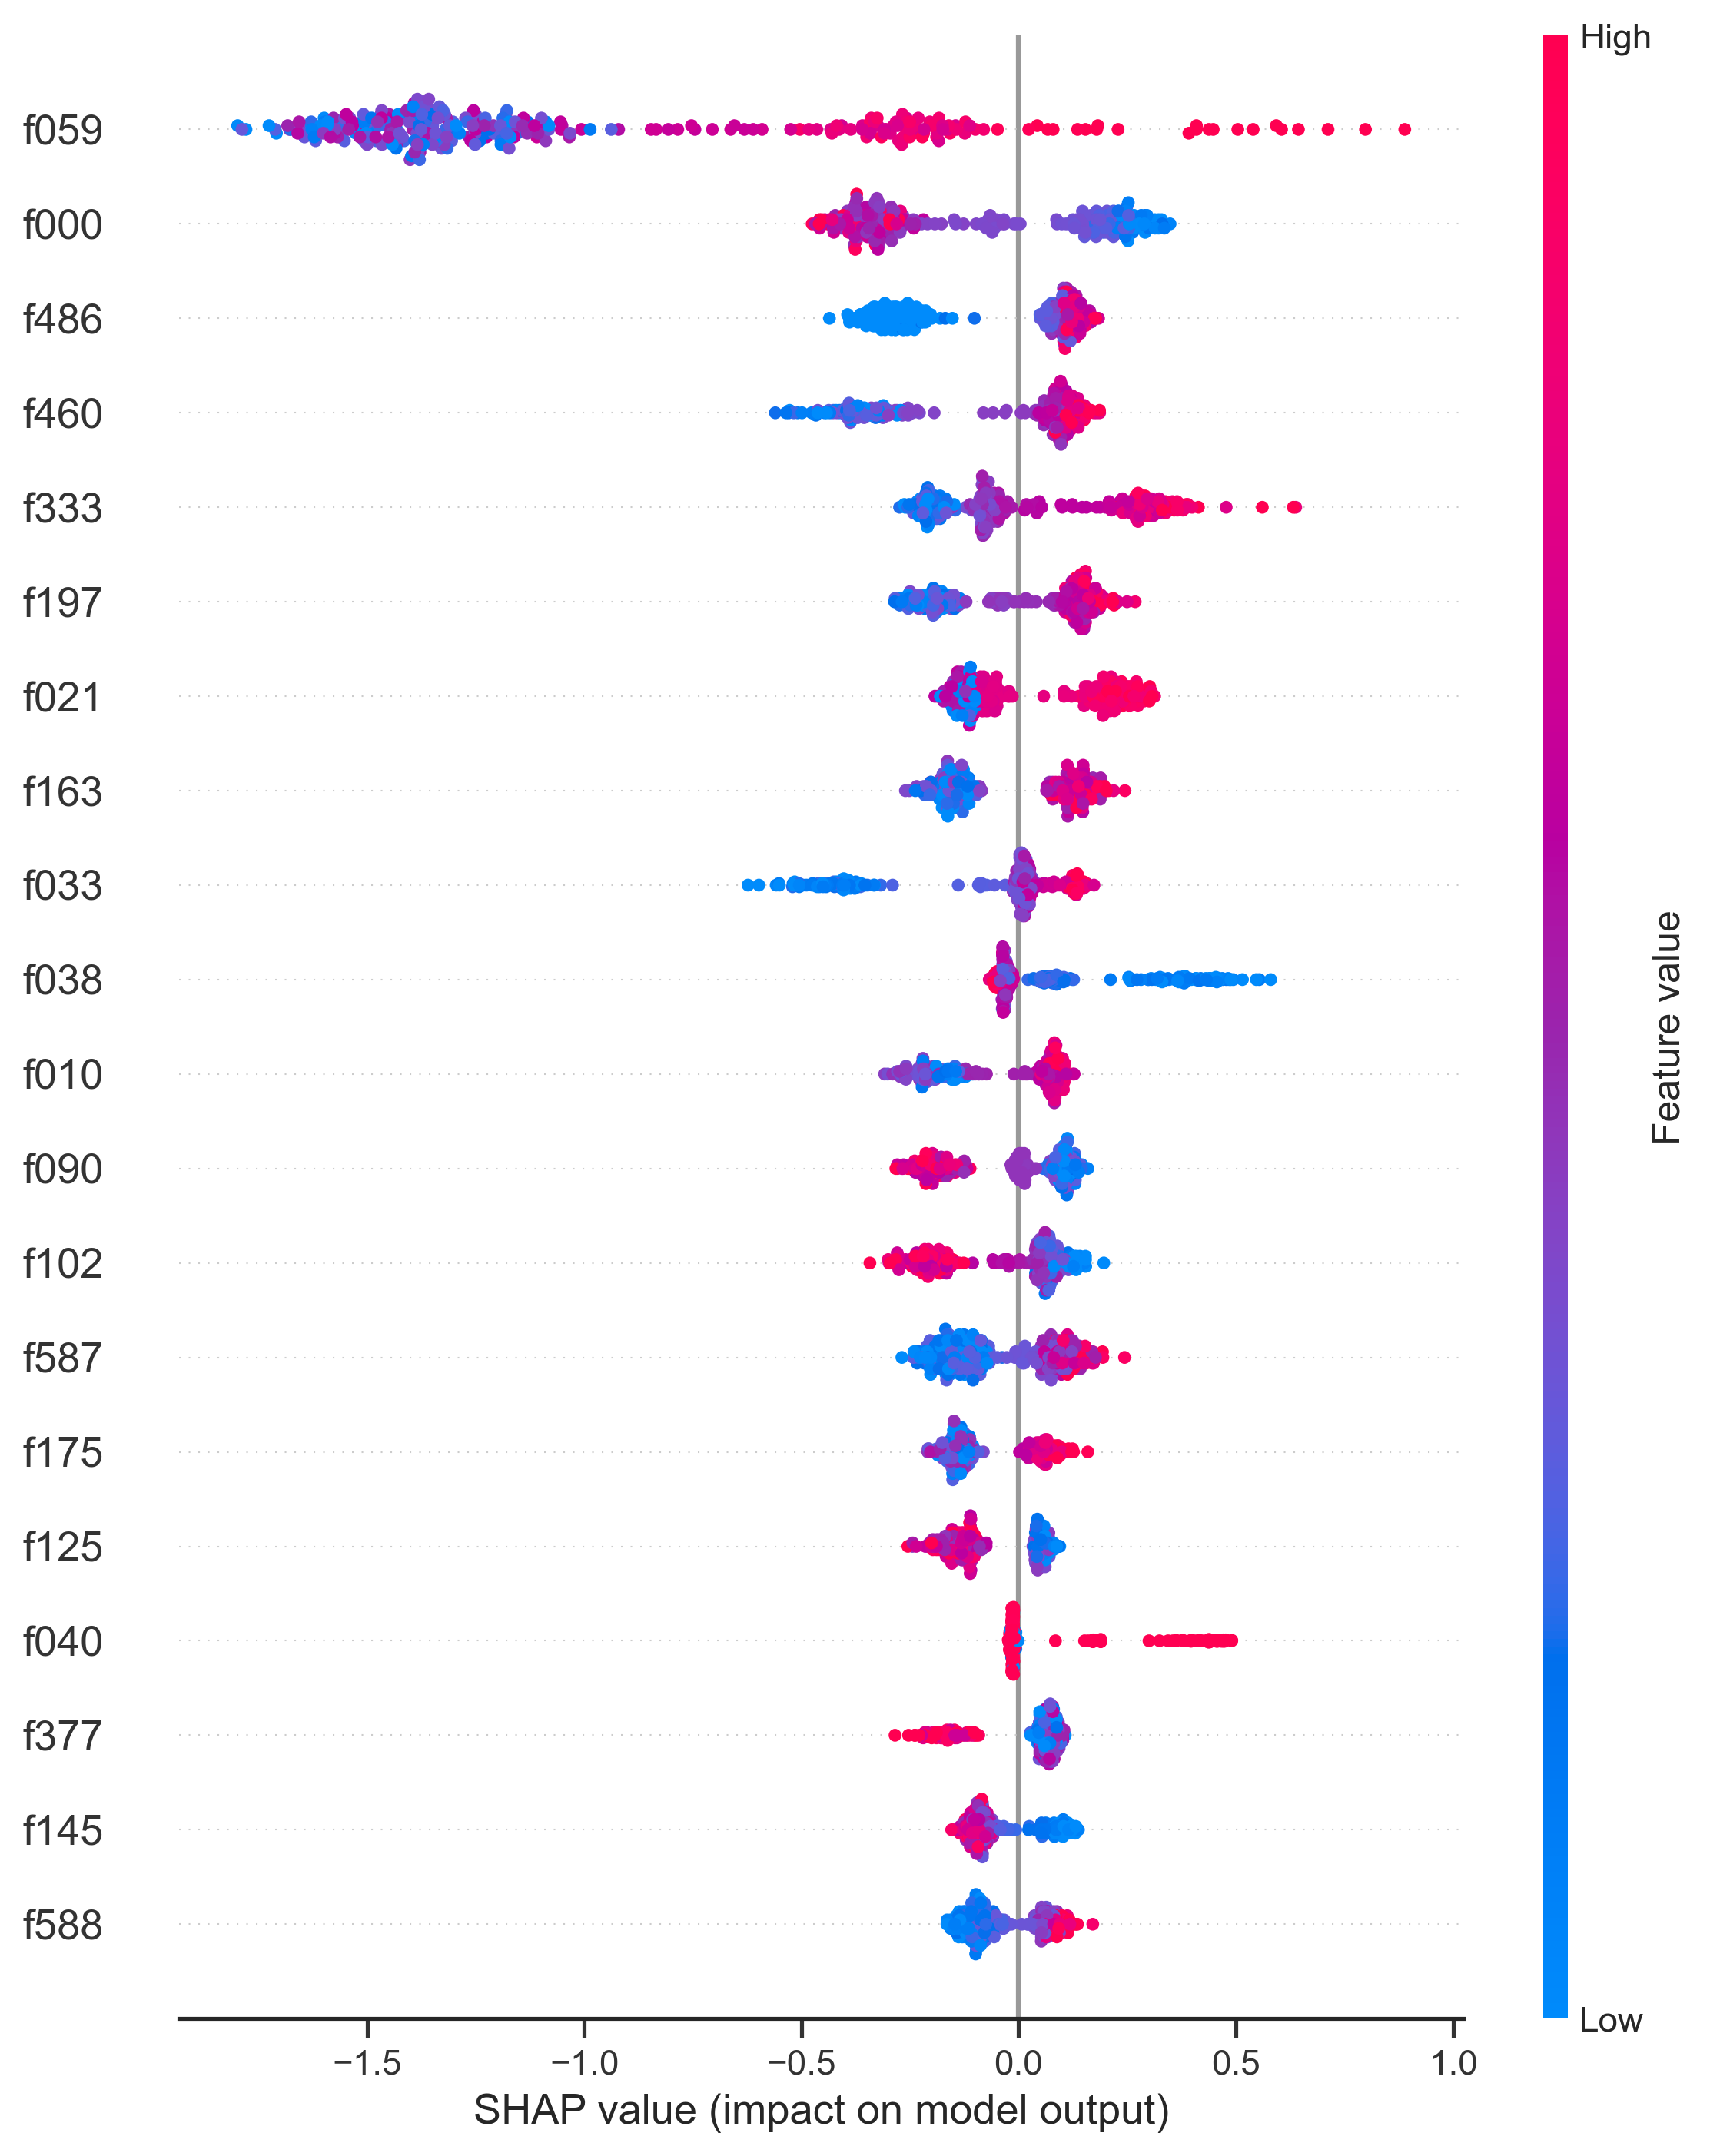 High
f059
f000
f486
f460
f333
f197
f021
f163
f033
f038
f010
f090
f102
f587
f175
f125
f040
f377
f145
f588
Feature value
Low
−1.5 −1.0 −0.5 0.0 0.5 1.0
SHAP value (impact on model output)